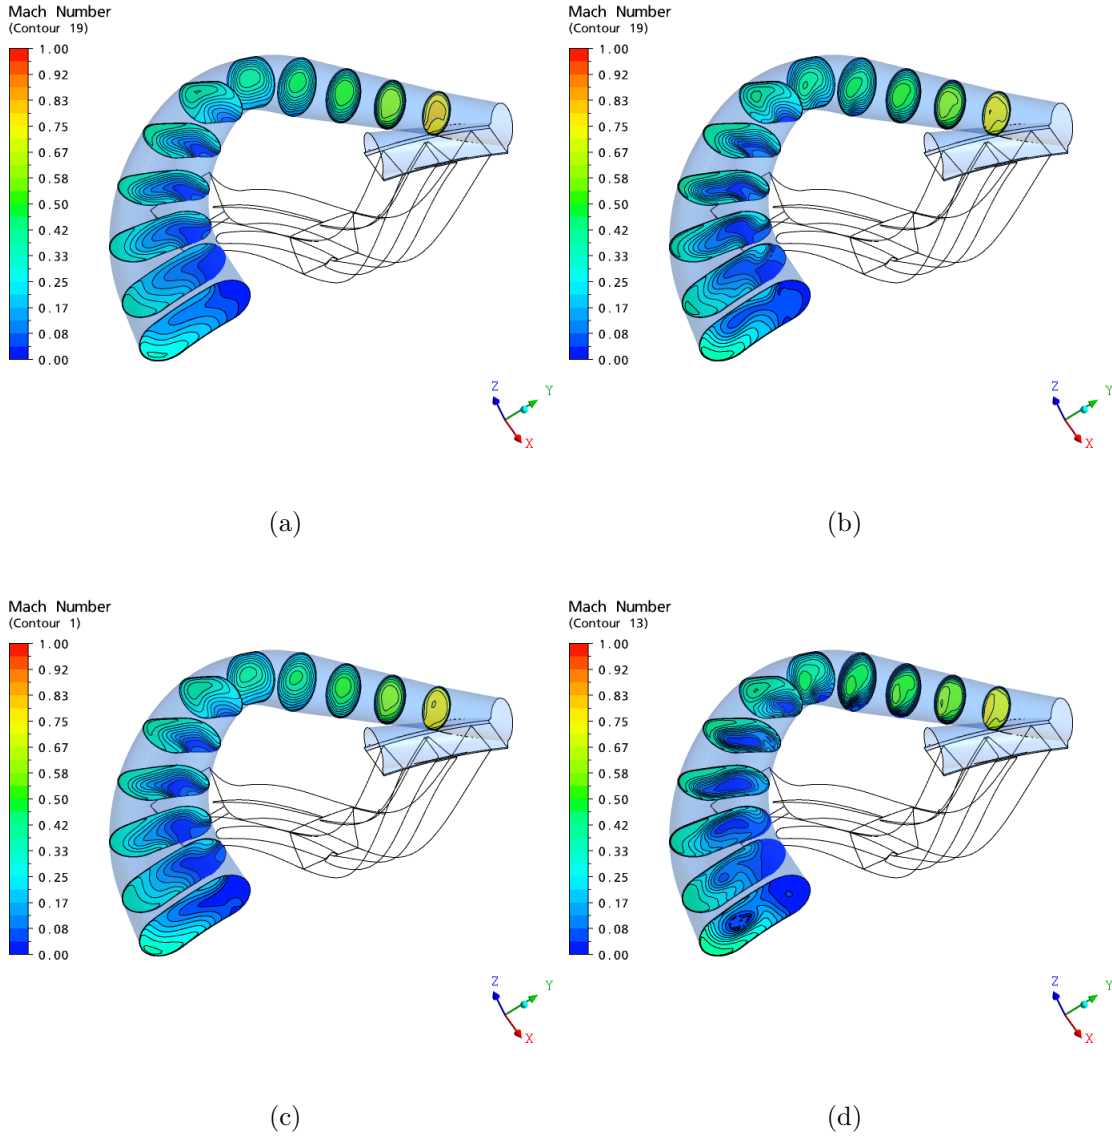 Mach Number
(Contour 19)
1.00
0.92
0.83
0.75
0.67
0.58
0.50
0.42
0.33
0.25
0.17
0.08
0.00
Z
Y
X
(a)
Mach Number
(Contour 19)
1.00
0.92
0.83
0.75
0.67
0.58
0.50
0.42
0.33
0.25
0.17
0.08
0.00
Z
Y
X
(b)
Mach Number
(Contour 1)
1.00
0.92
0.83
0.75
0.67
0.58
0.50
0.42
0.33
0.25
0.17
0.08
0.00
Z
Y
X
(c)
Mach Number
(Contour 13)
1.00
0.92
0.83
0.75
0.67
0.58
0.50
0.42
0.33
0.25
0.17
0.08
0.00
Z
Y
X
(d)